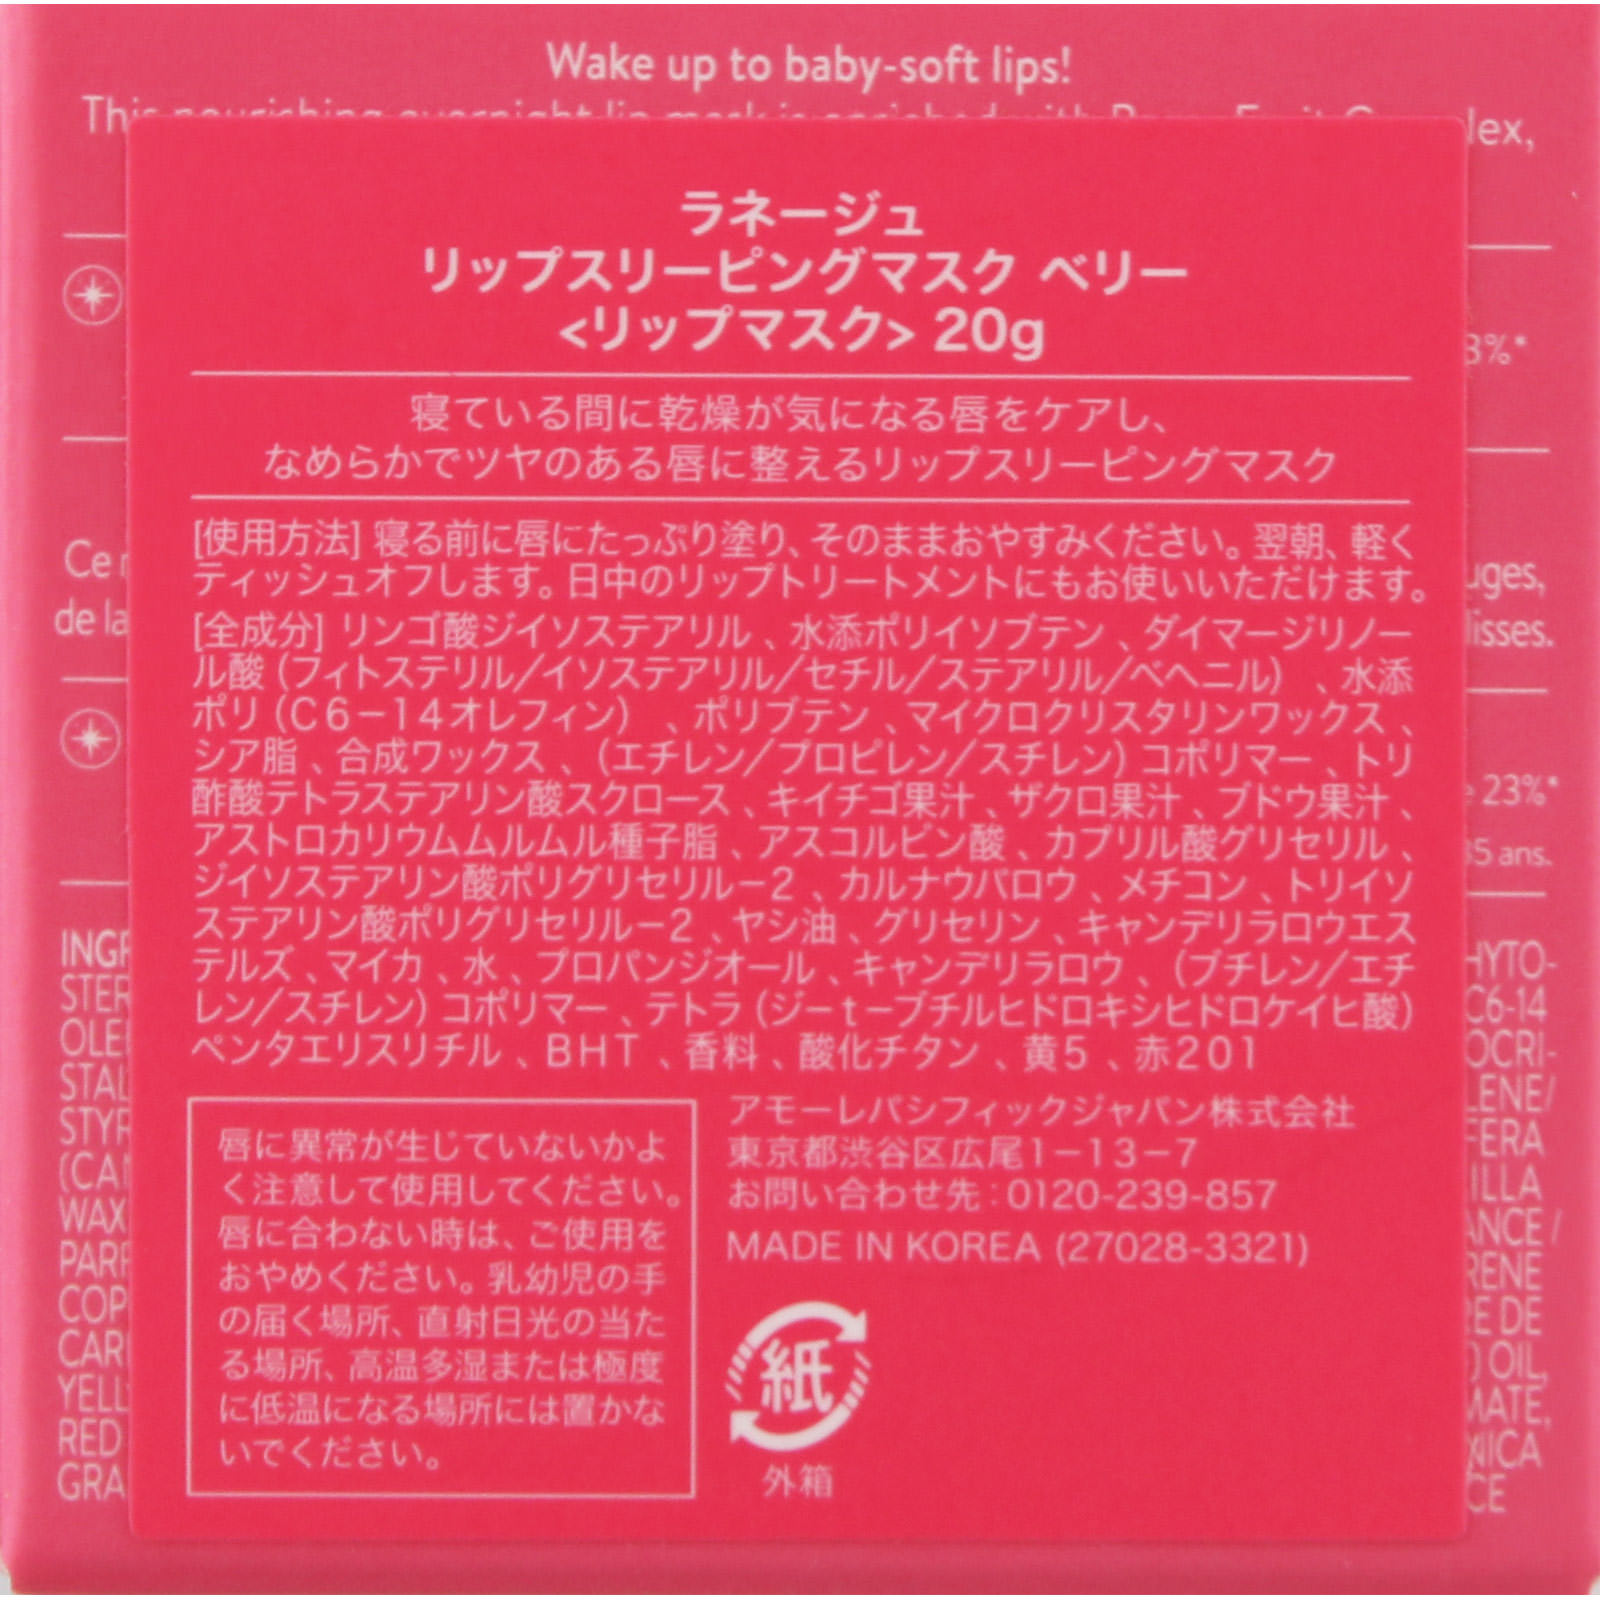 Wake up to baby-soft lips!
ラネージュ
リップスリーピングマスク ベリー
<リップマスク> 20g
寝ている間に乾燥が気になる唇をケアし、
なめらかでツヤのある唇に整えるリップスリーピングマスク
[使用方法] 寝る前に唇にたっぷり塗り、そのままおやすみください。翌朝、軽く
ティッシュオフします。日中のリップトリートメントにもお使いいただけます。
[全成分] リンゴ酸ジイソステアリル 、水添ポリイソブテン 、ダイマージリノー
ル酸（フィトステリル／イソステアリル／セチル／ステアリル／ベヘニル） 、水添
ポリ（C６－１４オレフィン） 、ポリブテン 、マイクロクリスタリンワックス 、
シア脂 、合成ワックス 、（エチレン／プロピレン／スチレン）コポリマー 、トリ
酢酸テトラステアリン酸スクロース 、キイチゴ果汁 、ザクロ果汁 、ブドウ果汁 、
アストロカリウムムルムル種子脂 、アスコルビン酸 、カプリル酸グリセリル 、
ジイソステアリン酸ポリグリセリル－２ 、カルナウバロウ 、メチコン 、トリイソ
ステアリン酸ポリグリセリル－２ 、ヤシ油 、グリセリン 、キャンデリラロウエス
テルズ 、マイカ 、水 、プロパンジオール 、キャンデリラロウ 、（ブチレン／エチ
レン／スチレン）コポリマー 、テトラ（ジ－ｔ－ブチルヒドロキシヒドロケイヒ酸）
ペンタエリスリチル 、ＢＨＴ 、香料 、酸化チタン 、黄５ 、赤２０１
唇に異常が生じていないかよ
く注意して使用してください。
唇に合わない時は、ご使用を
おやめください。乳幼児の手
の届く場所、直射日光の当た
る場所、高温多湿または極度
に低温になる場所には置かな
いでください。
アモーレパシフィックジャパン株式会社
東京都渋谷区広尾1－13－7
お問い合わせ先：0120-239-857
MADE IN KOREA (27028-3321)
紙
外箱